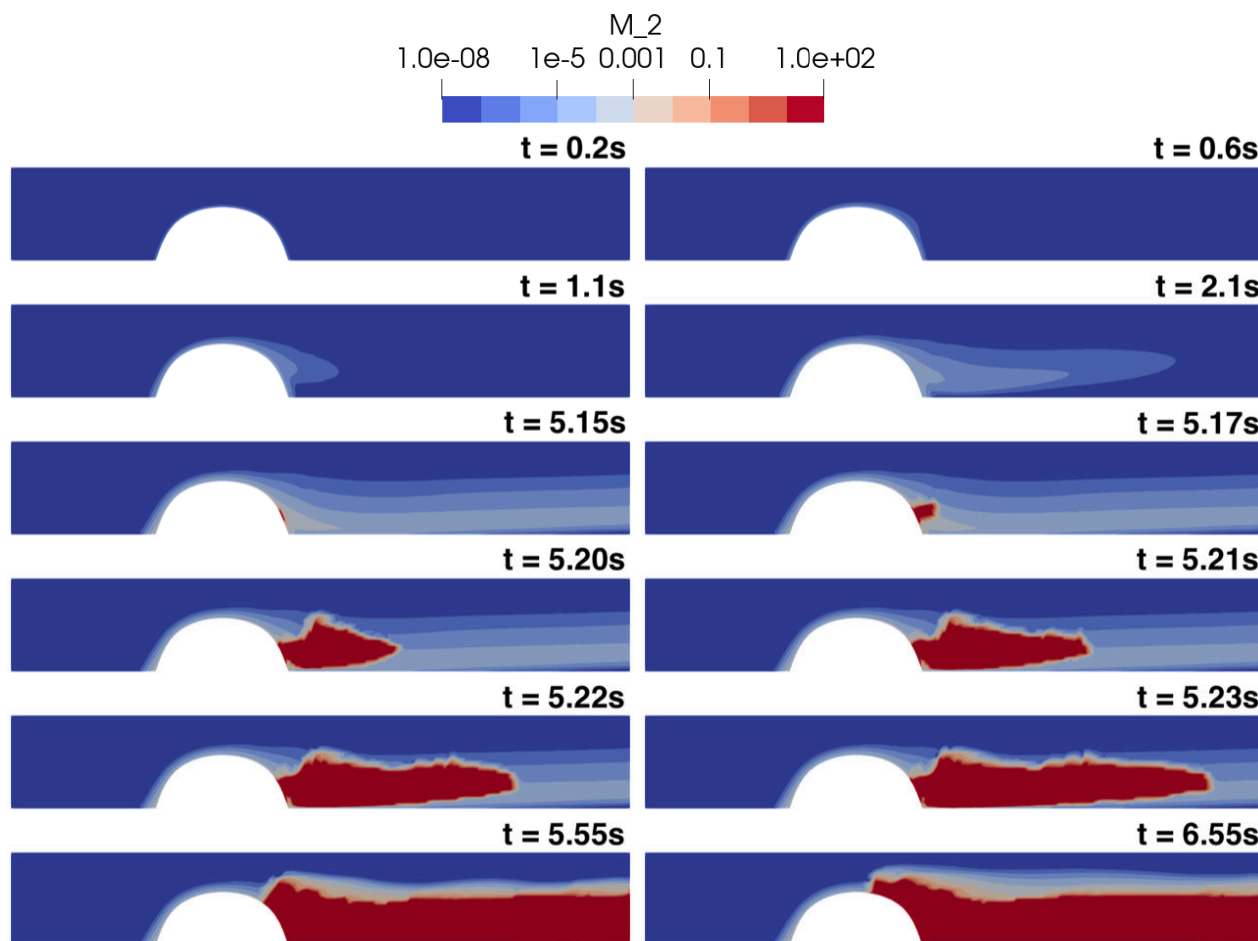 M_2
1.0e-08 1e-5 0.001 0.1 1.0e+02
t = 0.2s t = 0.6s
t = 1.1s t = 2.1s
t = 5.15s t = 5.17s
t = 5.20s t = 5.21s
t = 5.22s t = 5.23s
t = 5.55s t = 6.55s